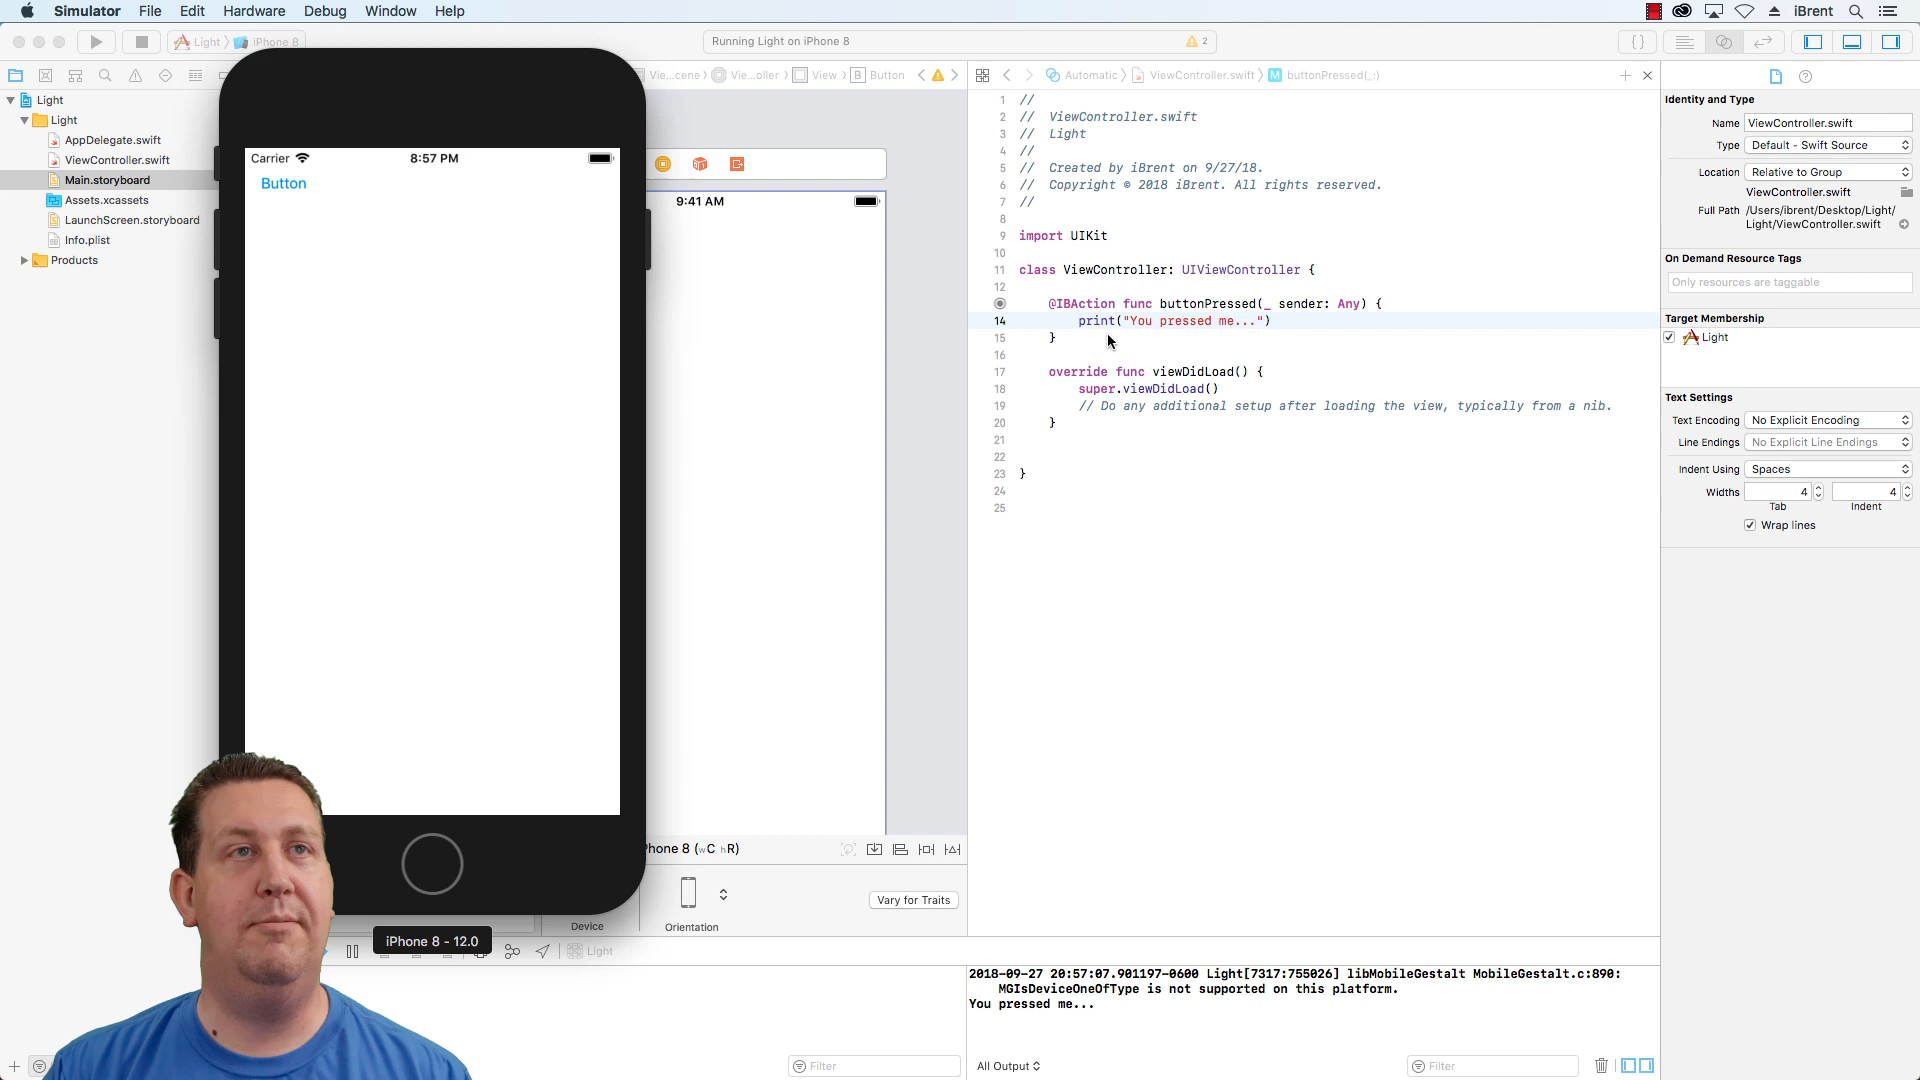 Simulator File Edit Hardware Debug Window Help
iBrent
Light iPhone 8
Running Light on iPhone 8
2
Vie...cene Vie...oller View B Button
Automatic ViewController.swift M buttonPressed(_:)
Light
Light
AppDelegate.swift
ViewController.swift
Main.storyboard
Assets.xcassets
LaunchScreen.storyboard
Info.plist
Products
Carrier 8:57 PM
Button
9:41 AM
1 //
2 // ViewController.swift
3 // Light
4 //
5 // Created by iBrent on 9/27/18.
6 // Copyright © 2018 iBrent. All rights reserved.
7 //
8
9 import UIKit
10
11 class ViewController: UIViewController {
12
@IBAction func buttonPressed(_ sender: Any) {
14 print("You pressed me...")
15 }
16
17 override func viewDidLoad() {
18 super.viewDidLoad()
19 // Do any additional setup after loading the view, typically from a nib.
20 }
21
22
23 }
24
25
Identity and Type
Name ViewController.swift
Type Default - Swift Source
Location Relative to Group
ViewController.swift
Full Path /Users/ibrent/Desktop/Light/
Light/ViewController.swift
On Demand Resource Tags
Only resources are taggable
Target Membership
Light
Text Settings
Text Encoding No Explicit Encoding
Line Endings No Explicit Line Endings
Indent Using Spaces
Widths 4 4
Tab Indent
Wrap lines
Phone 8 (wC hR)
Vary for Traits
Device Orientation
iPhone 8 - 12.0
Light
2018-09-27 20:57:07.901197-0600 Light[7317:755026] libMobileGestalt MobileGestalt.c:890:
MGIsDeviceOneOfType is not supported on this platform.
You pressed me...
Filter
All Output
Filter